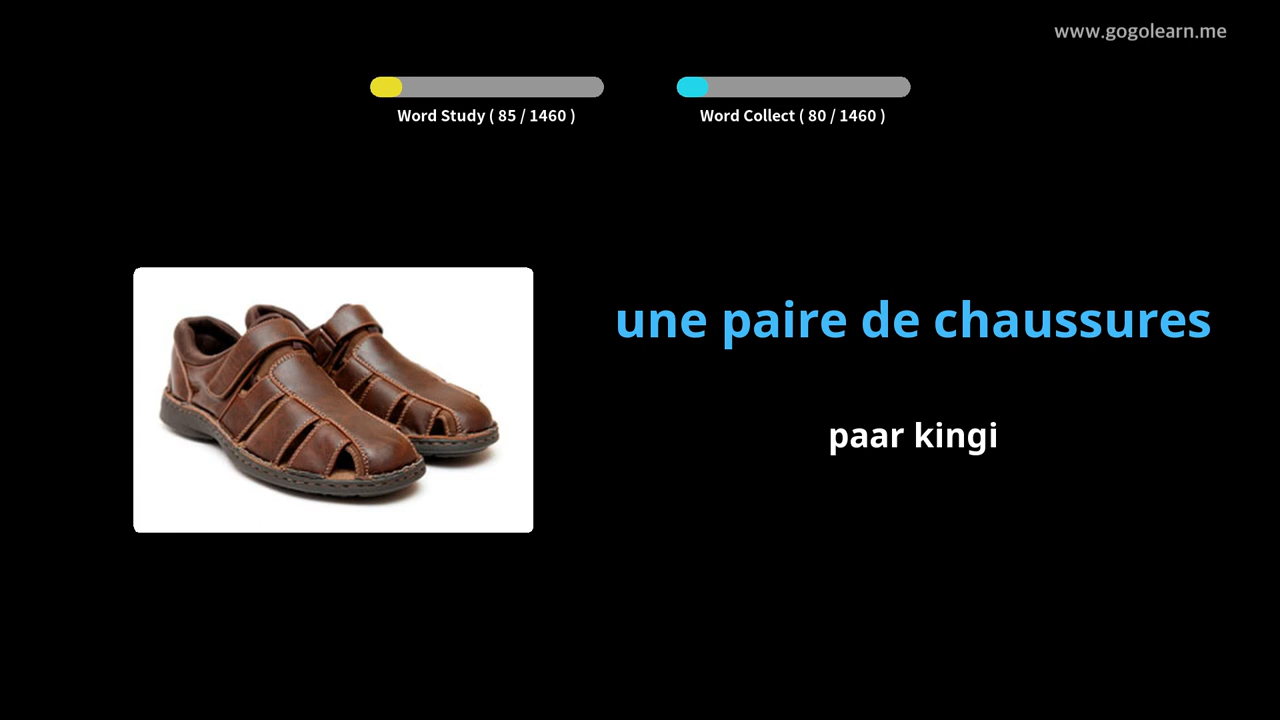 www.gogolearn.me
Word Study ( 85 / 1460 )
Word Collect ( 80 / 1460 )
une paire de chaussures
paar kingi